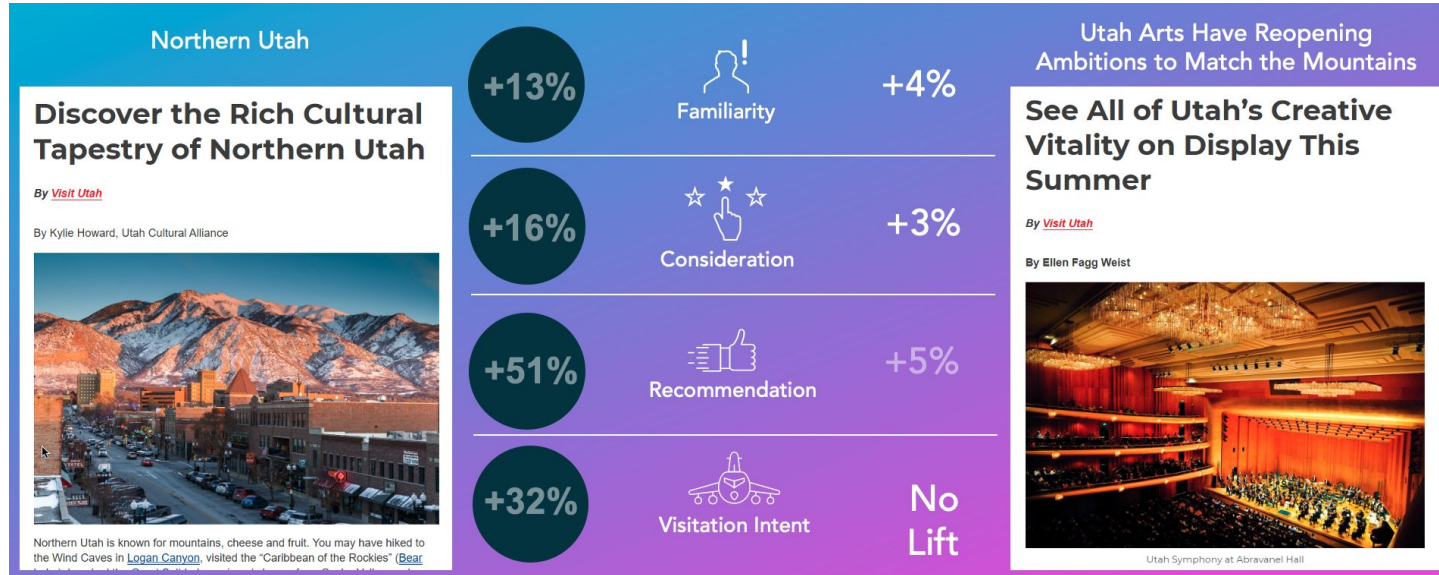 Northern Utah
Discover the Rich Cultural
Tapestry of Northern Utah
By Visit Utah
By Kylie Howard, Utah Cultural Alliance
Northern Utah is known for mountains, cheese and fruit. You may have hiked to
the Wind Caves in Logan Canyon, visited the “Caribbean of the Rockies” (Bear
+13%
Familiarity
+4%
+16%
Consideration
+3%
+51%
Recommendation
+5%
+32%
Visitation Intent
No
Lift
Utah Arts Have Reopening
Ambitions to Match the Mountains
See All of Utah’s Creative
Vitality on Display This
Summer
By Visit Utah
By Ellen Fagg Weist
Utah Symphony at Abravanel Hall